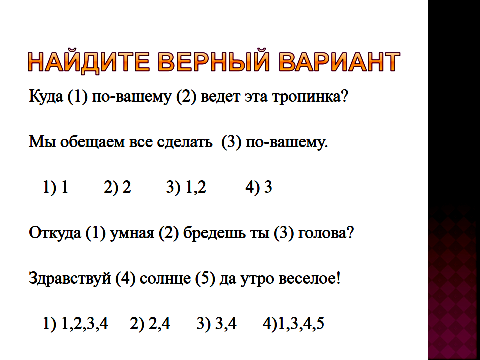 НАЙДИТЕ ВЕРНЫЙ ВАРИАНТ
Куда (1) по-вашему (2) ведет эта тропинка?
Мы обещаем все сделать (3) по-вашему.
1) 1 2) 2 3) 1,2 4) 3
Откуда (1) умная (2) бредешь ты (3) голова?
Здравствуй (4) солнце (5) да утро веселое!
1) 1,2,3,4 2) 2,4 3) 3,4 4)1,3,4,5